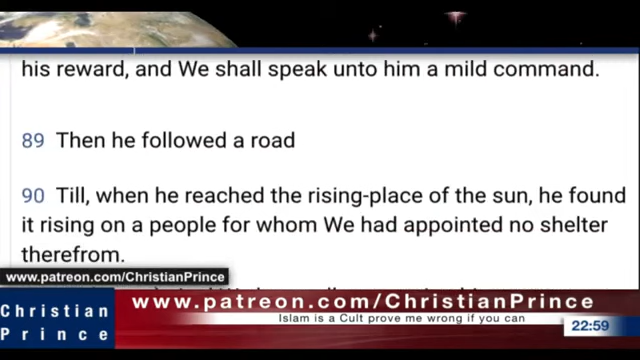 his reward, and We shall speak unto him a mild command.
89 Then he followed a road
90 Till, when he reached the rising-place of the sun, he found
it rising on a people for whom We had appointed no shelter
therefrom.
www.patreon.com/ChristianPrince
Christian
Prince
www.patreon.com/ChristianPrince
Islam is a Cult prove me wrong if you can
22:59